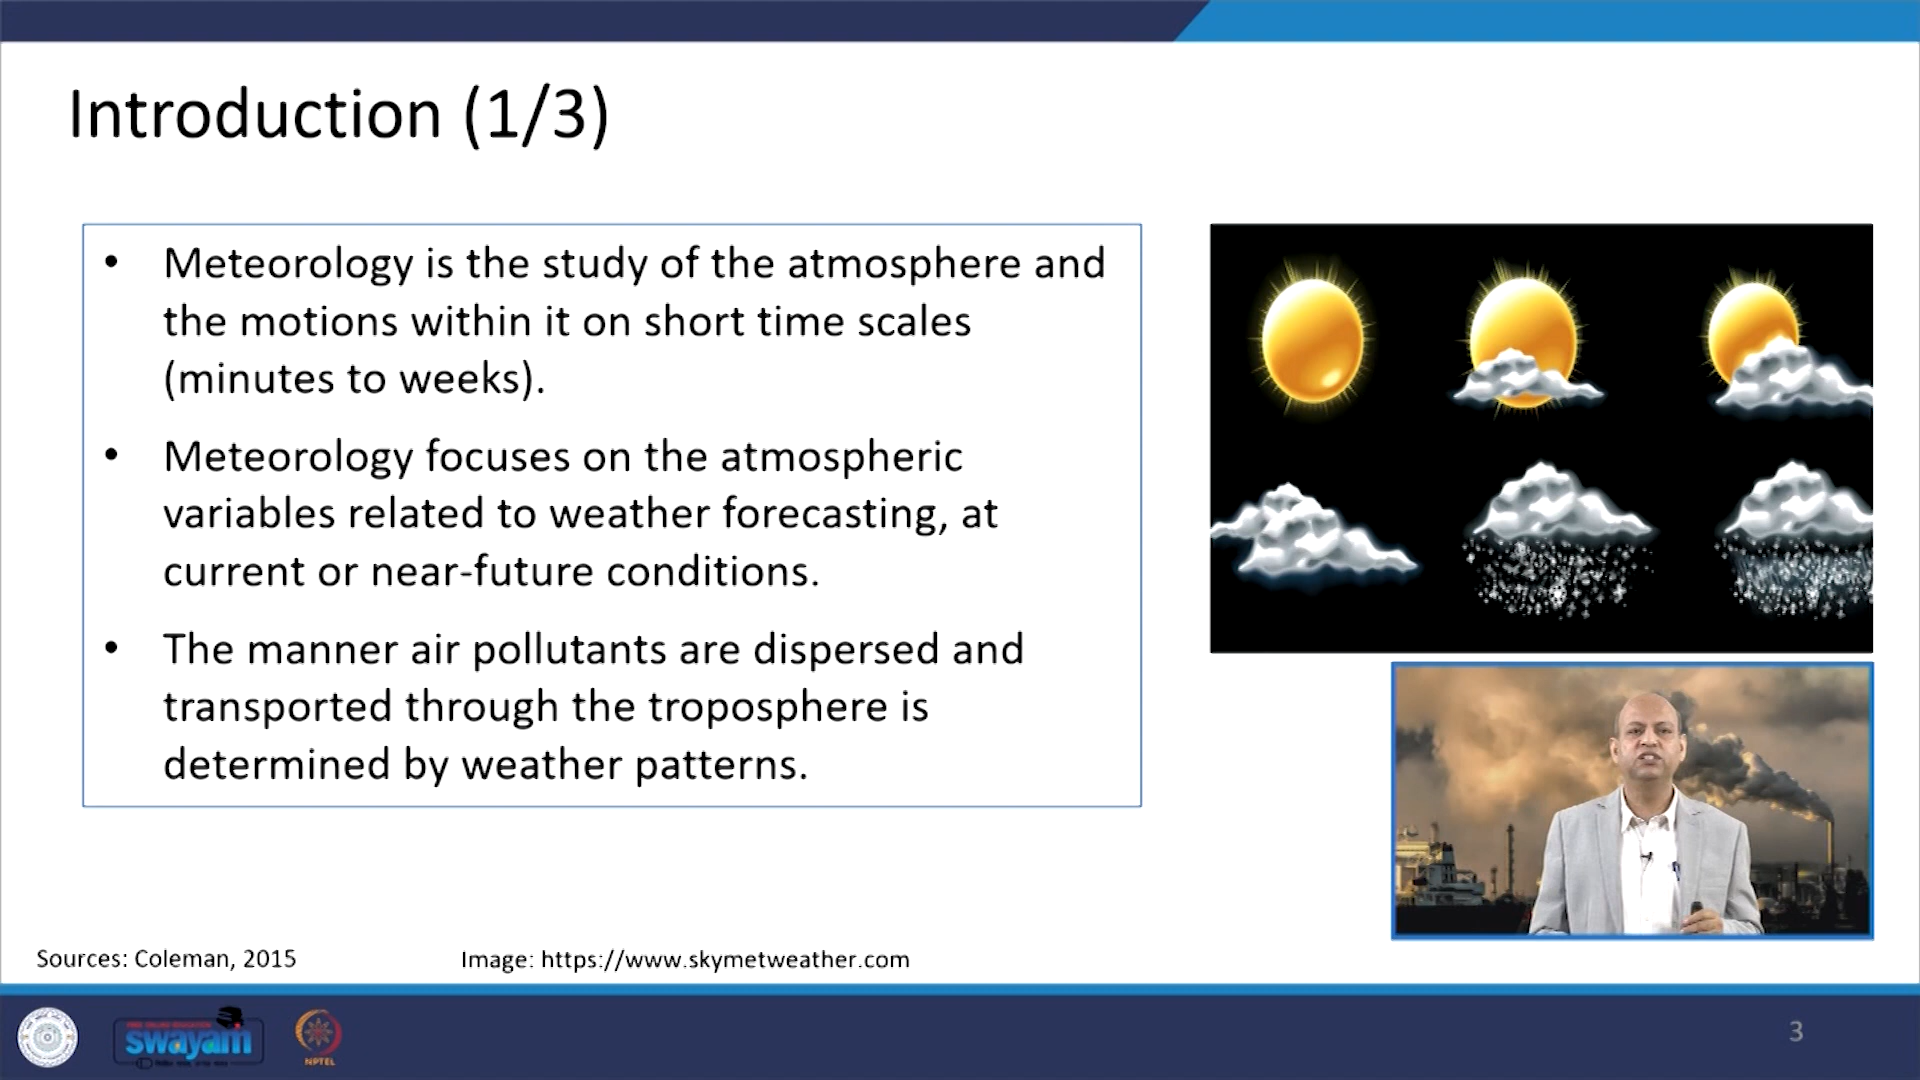 Introduction (1/3)
• Meteorology is the study of the atmosphere and
the motions within it on short time scales
(minutes to weeks).
• Meteorology focuses on the atmospheric
variables related to weather forecasting, at
current or near-future conditions.
• The manner air pollutants are dispersed and
transported through the troposphere is
determined by weather patterns.
Sources: Coleman, 2015
Image: https://www.skymetweather.com
swayam
NPTEL
3